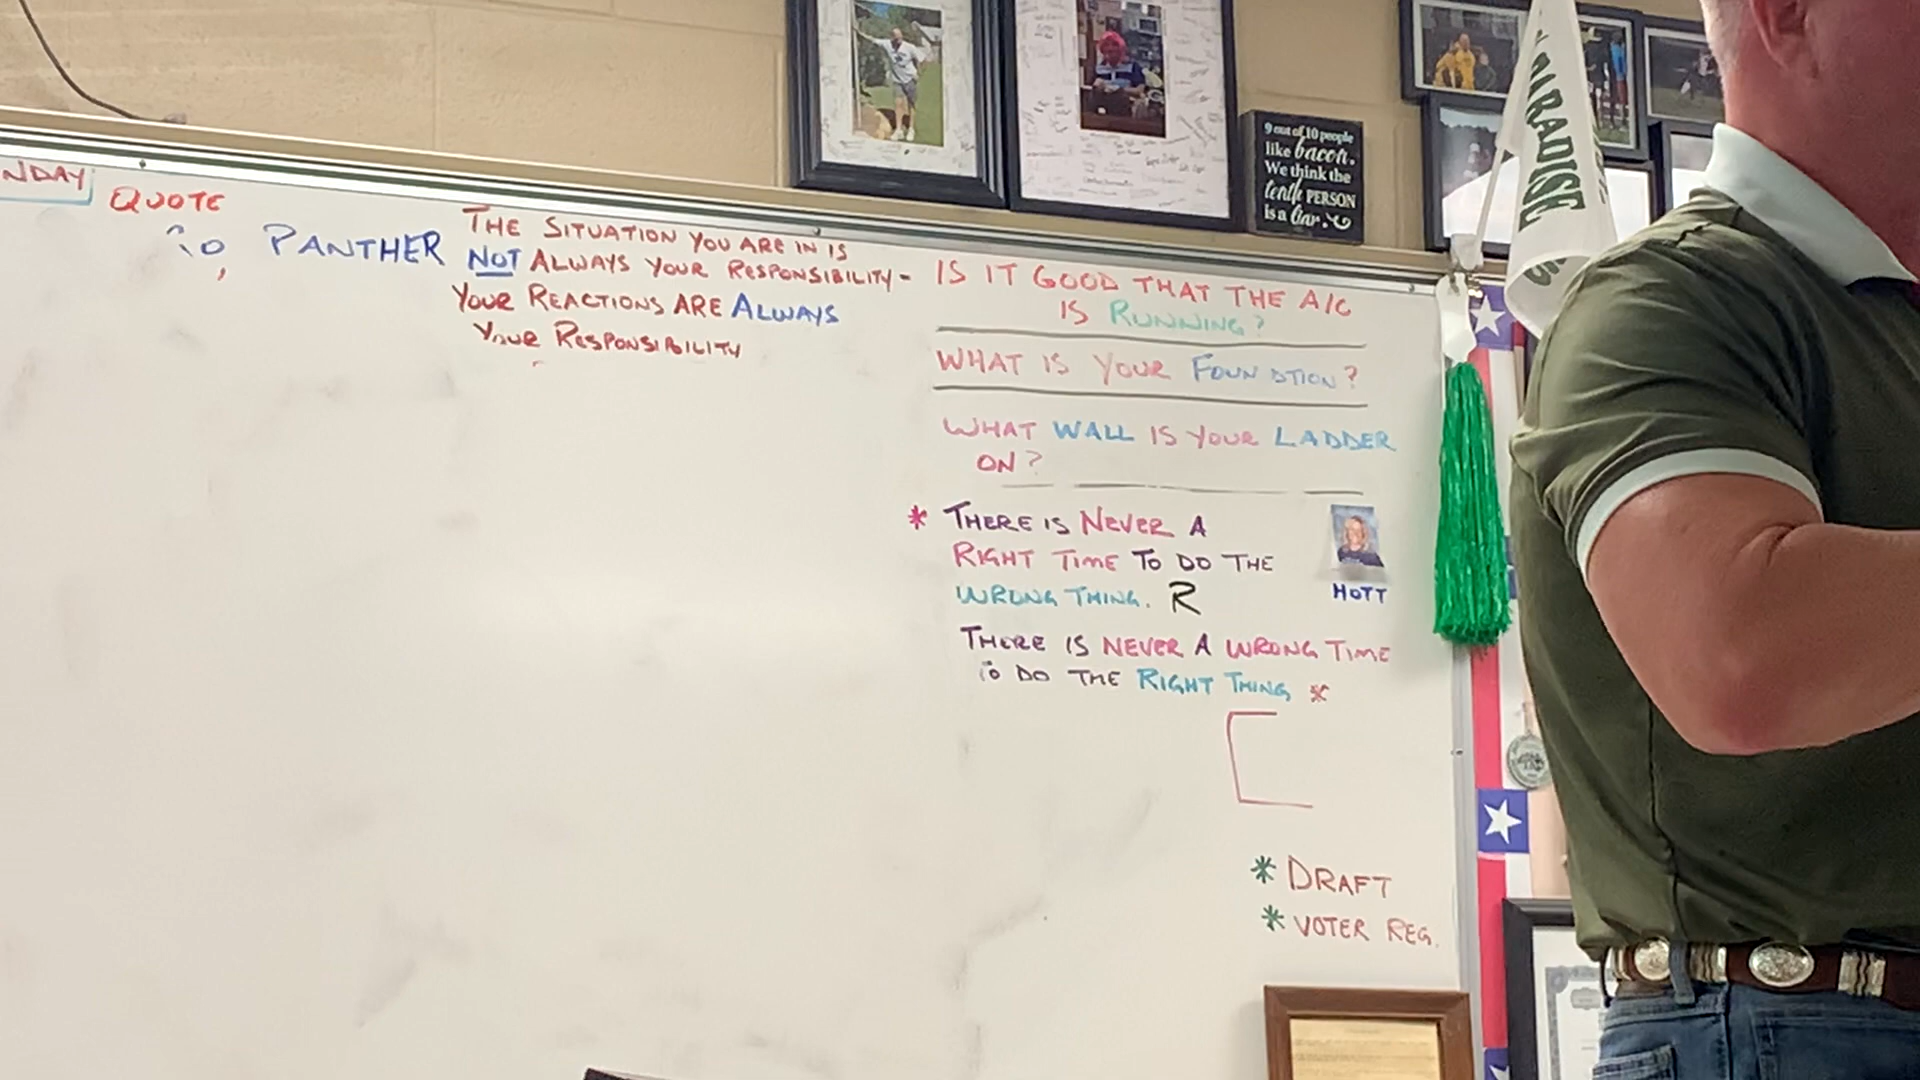 NDAY
QUOTE
PANTHER
THE SITUATION YOU ARE IN IS
NOT ALWAYS YOUR RESPONSIBILITY -
YOUR REACTIONS ARE ALWAYS
YOUR RESPONSIBILITY
IS IT GOOD THAT THE A/C
IS RUNNING?
WHAT IS YOUR FOUNDTION?
WHAT WALL IS YOUR LADDER
ON?
* THERE IS NEVER A
RIGHT TIME TO DO THE
WRONG THING. R
THERE IS NEVER A WRONG TIME
TO DO THE RIGHT THING *
HOTT
* DRAFT
* VOTER REG.
9 out of 10 people
like bacon.
We think the
tenth PERSON
is a liar.
PARADISE